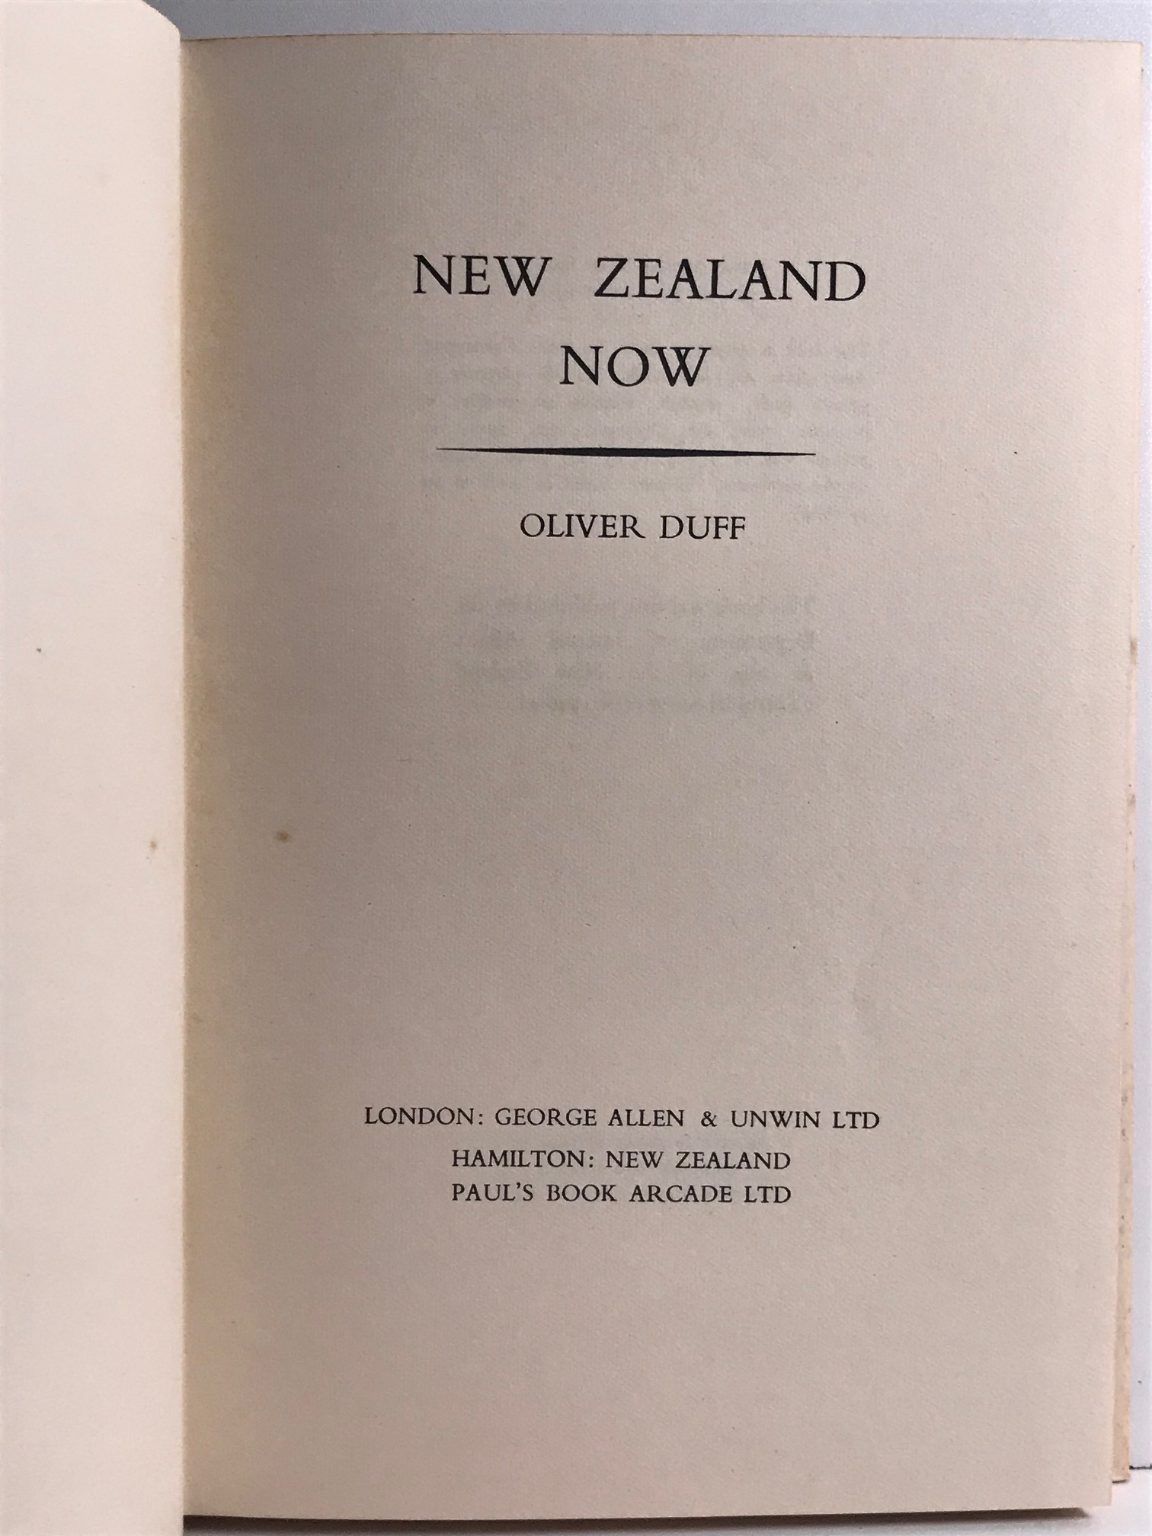 NEW ZEALAND
NOW
OLIVER DUFF
LONDON: GEORGE ALLEN & UNWIN LTD
HAMILTON: NEW ZEALAND
PAUL'S BOOK ARCADE LTD